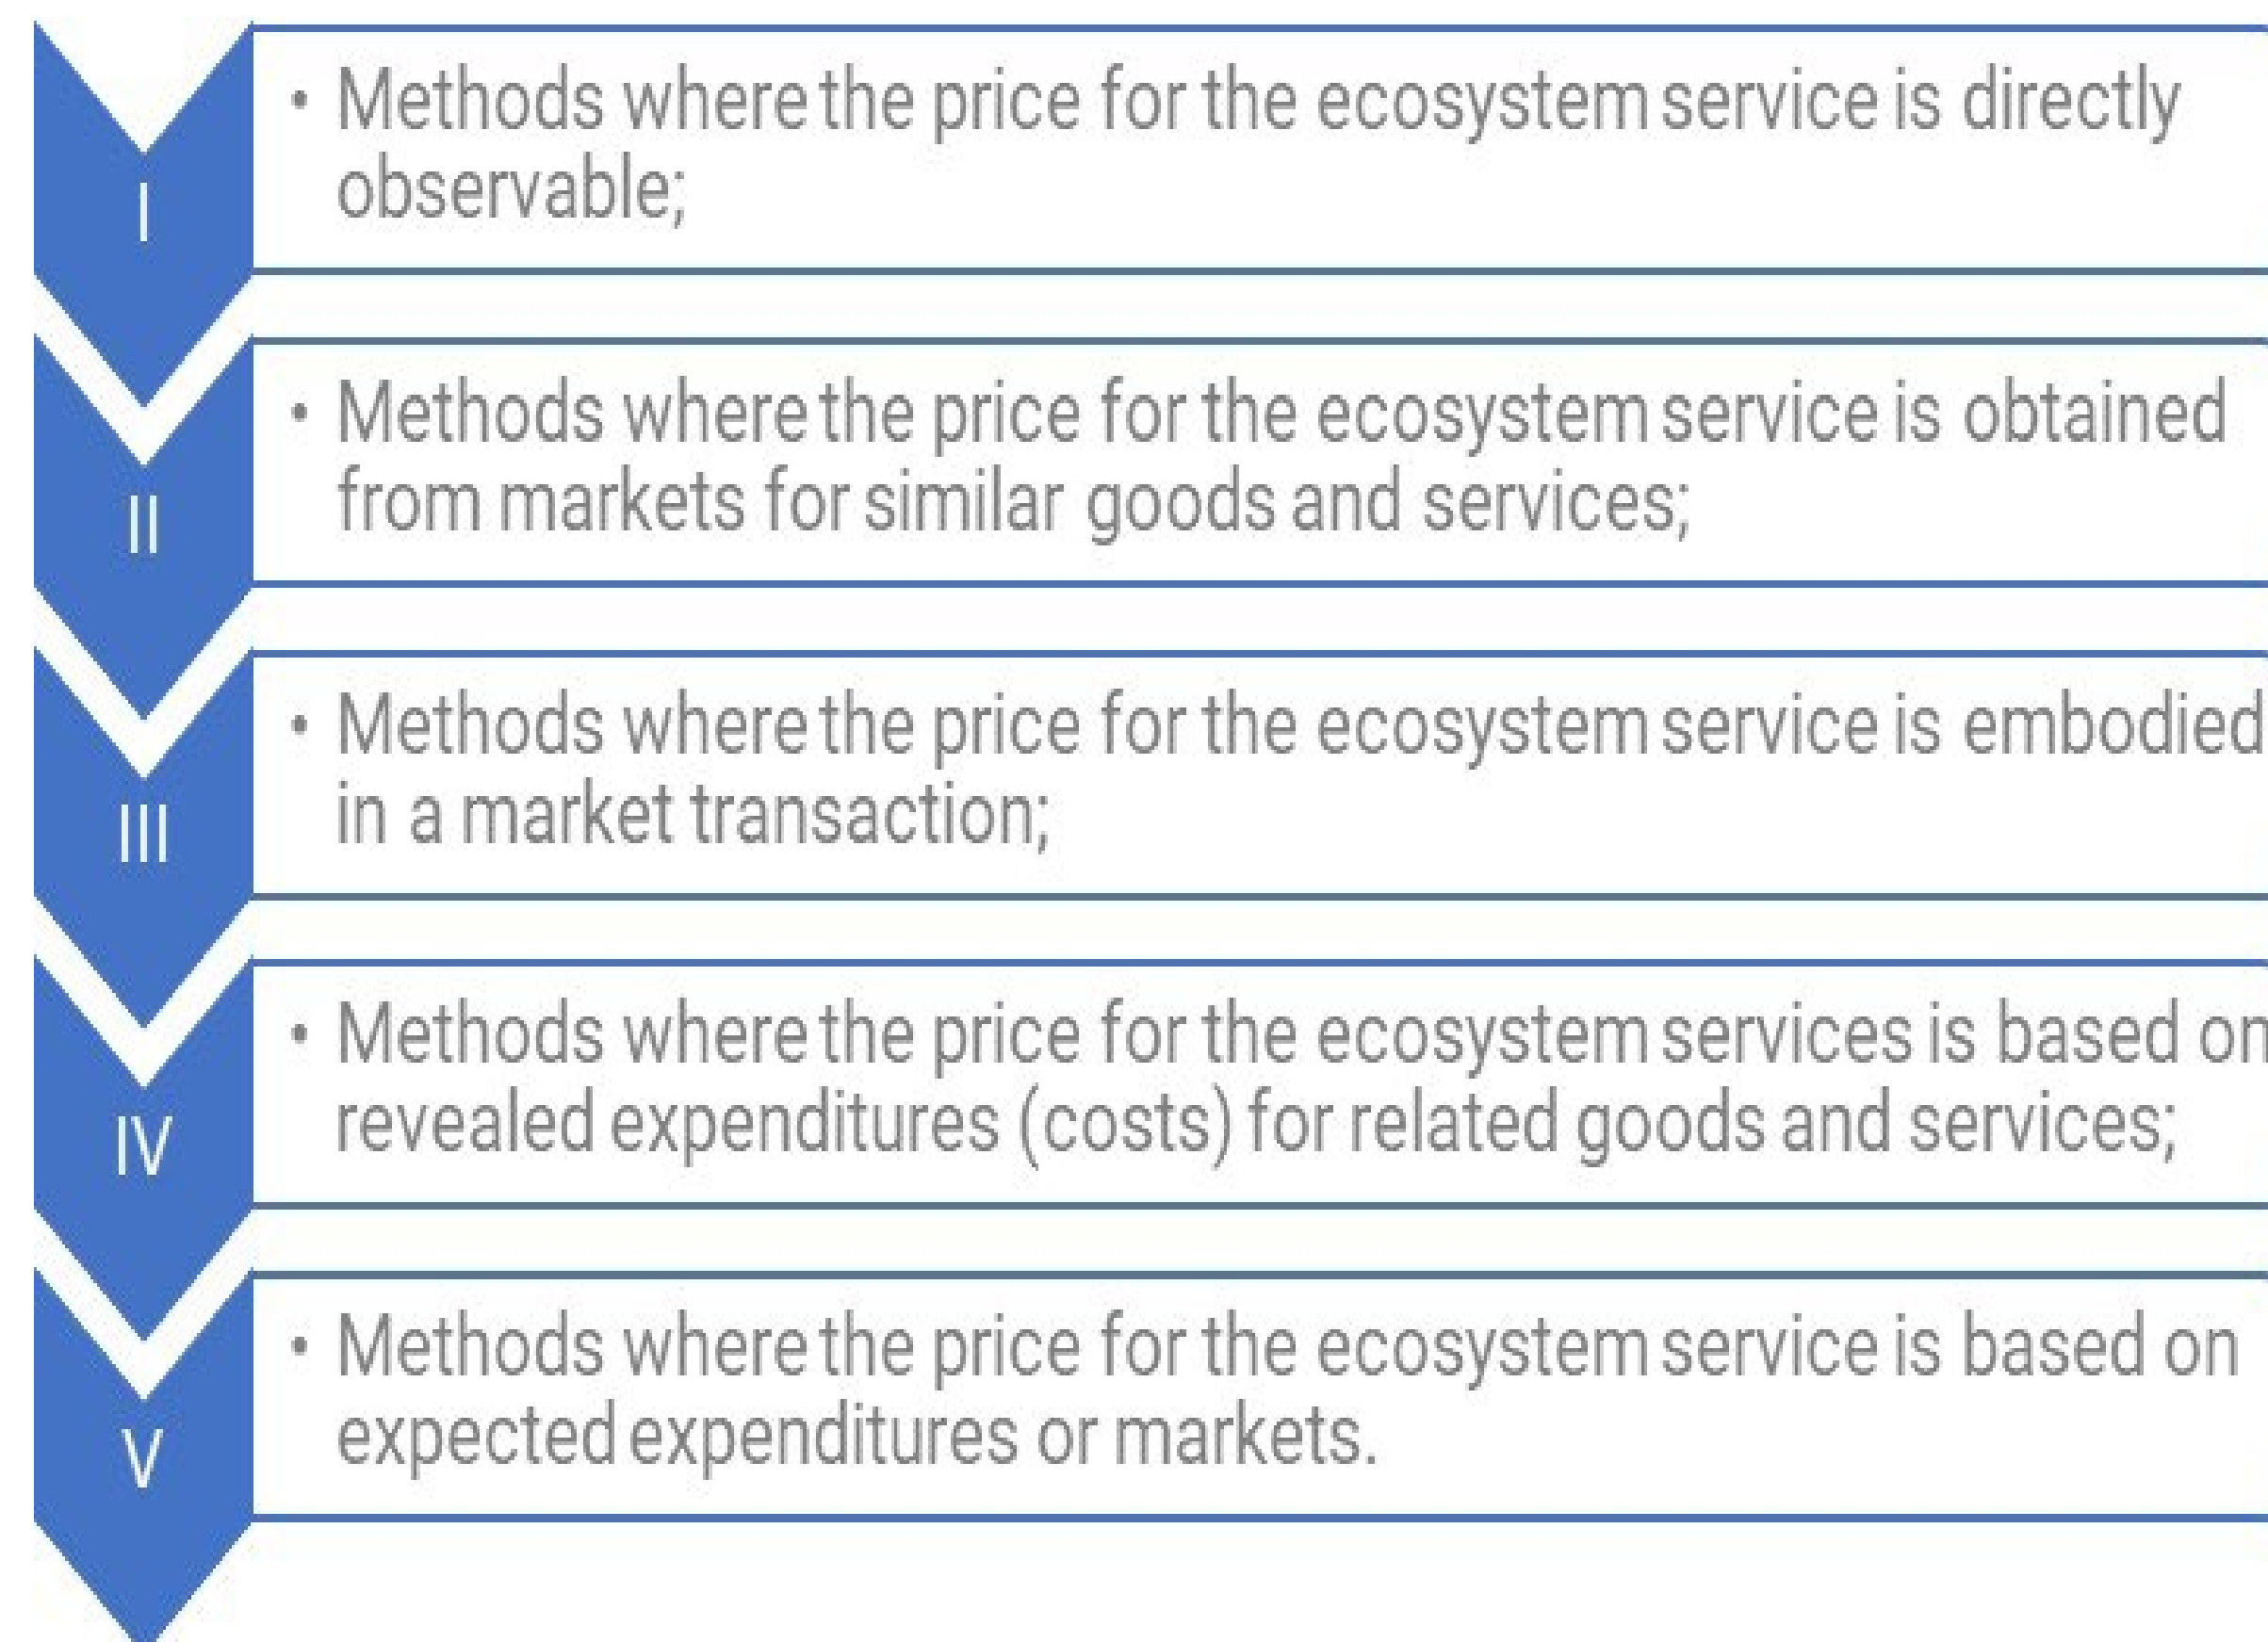 I
• Methods where the price for the ecosystem service is directly
observable;
II
• Methods where the price for the ecosystem service is obtained
from markets for similar goods and services;
III
• Methods where the price for the ecosystem service is embodied
in a market transaction;
IV
• Methods where the price for the ecosystem services is based on
revealed expenditures (costs) for related goods and services;
V
• Methods where the price for the ecosystem service is based on
expected expenditures or markets.